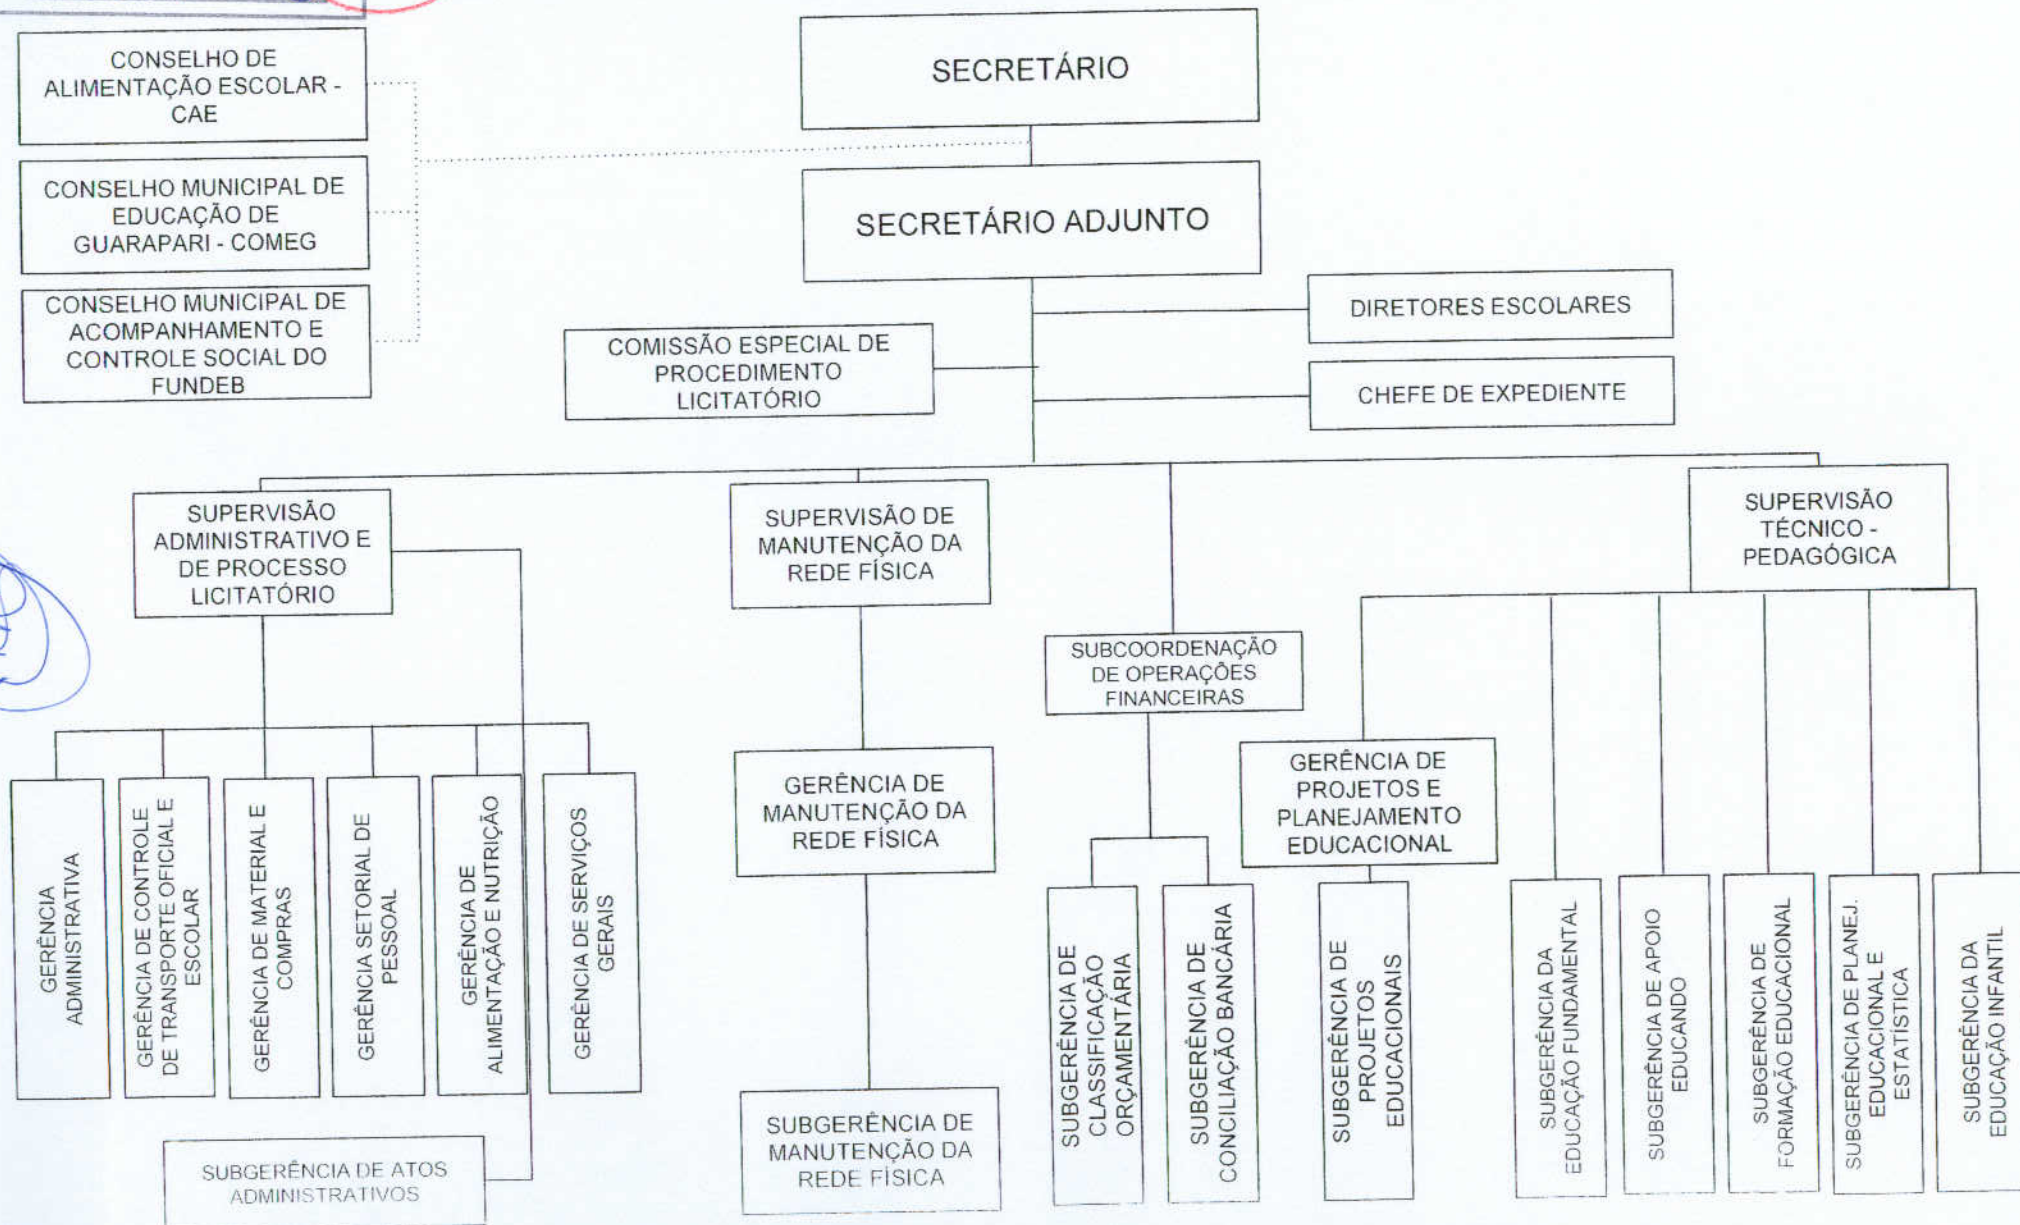 CONSELHO DE
ALIMENTAÇÃO ESCOLAR -
CAE
SECRETÁRIO
CONSELHO MUNICIPAL DE
EDUCAÇÃO DE
GUARAPARI - COMEG
SECRETÁRIO ADJUNTO
CONSELHO MUNICIPAL DE
ACOMPANHAMENTO E
CONTROLE SOCIAL DO
FUNDEB
DIRETORES ESCOLARES
COMISSÃO ESPECIAL DE
PROCEDIMENTO
LICITATÓRIO
CHEFE DE EXPEDIENTE
SUPERVISÃO
ADMINISTRATIVO E
DE PROCESSO
LICITATÓRIO
SUPERVISÃO DE
MANUTENÇÃO DA
REDE FÍSICA
SUPERVISÃO
TÉCNICO -
PEDAGÓGICA
SUBCOORDENAÇÃO
DE OPERAÇÕES
FINANCEIRAS
GERÊNCIA DE
MANUTENÇÃO DA
REDE FÍSICA
GERÊNCIA DE
PROJETOS E
PLANEJAMENTO
EDUCACIONAL
GERÊNCIA
ADMINISTRATIVA
GERÊNCIA DE CONTROLE
DE TRANSPORTE OFICIAL E
ESCOLAR
GERÊNCIA DE MATERIAL E
COMPRAS
GERÊNCIA SETORIAL DE
PESSOAL
GERÊNCIA DE
ALIMENTAÇÃO E NUTRIÇÃO
GERÊNCIA DE SERVIÇOS
GERAIS
SUBGERÊNCIA DE
CLASSIFICAÇÃO
ORÇAMENTÁRIA
SUBGERÊNCIA DE
CONCILIAÇÃO BANCÁRIA
SUBGERÊNCIA DE
PROJETOS
EDUCACIONAIS
SUBGERÊNCIA DA
EDUCAÇÃO FUNDAMENTAL
SUBGERÊNCIA DE APOIO
EDUCANDO
SUBGERÊNCIA DE
FORMAÇÃO EDUCACIONAL
SUBGERÊNCIA DE PLANEJ.
EDUCACIONAL E
ESTATÍSTICA
SUBGERÊNCIA DA
EDUCAÇÃO INFANTIL
SUBGERÊNCIA DE ATOS
ADMINISTRATIVOS
SUBGERÊNCIA DE
MANUTENÇÃO DA
REDE FÍSICA